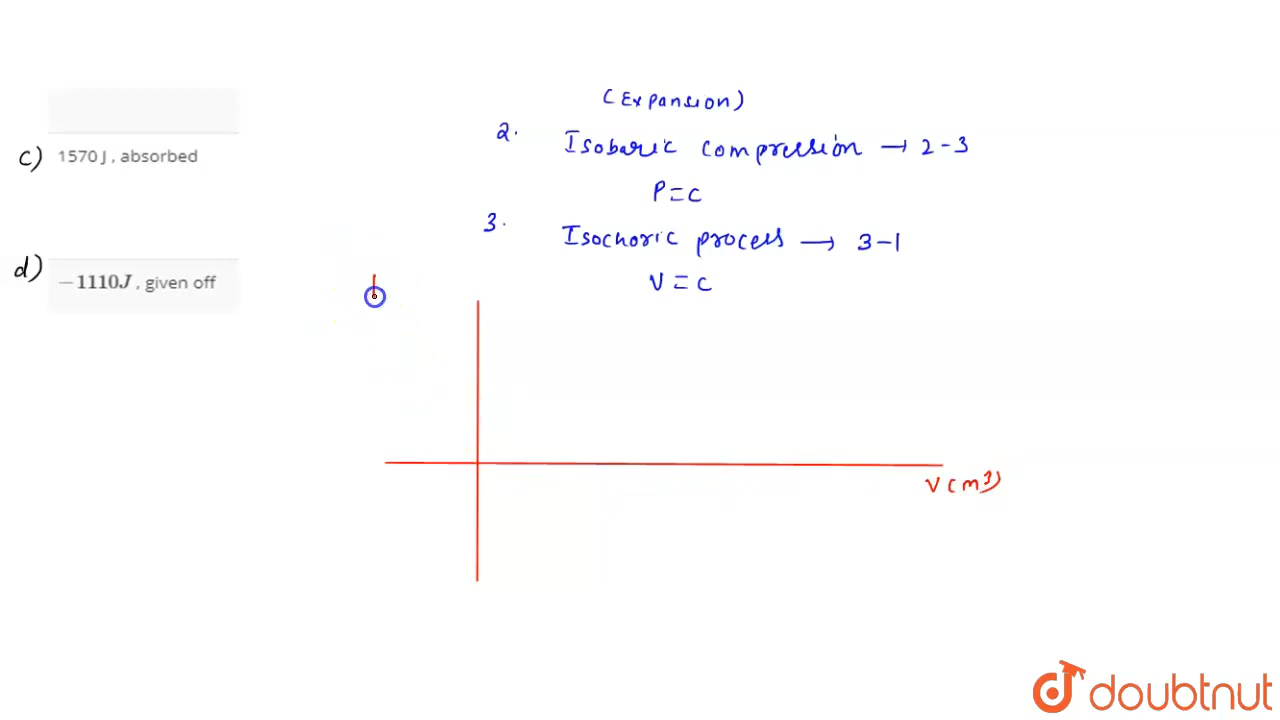 (Expansion)
2. Isobaric compression → 2-3
P=C
c) 1570 J , absorbed
3. Isochoric process → 3-1
V=C
d) −1110J , given off
V(m³)
doubtnut